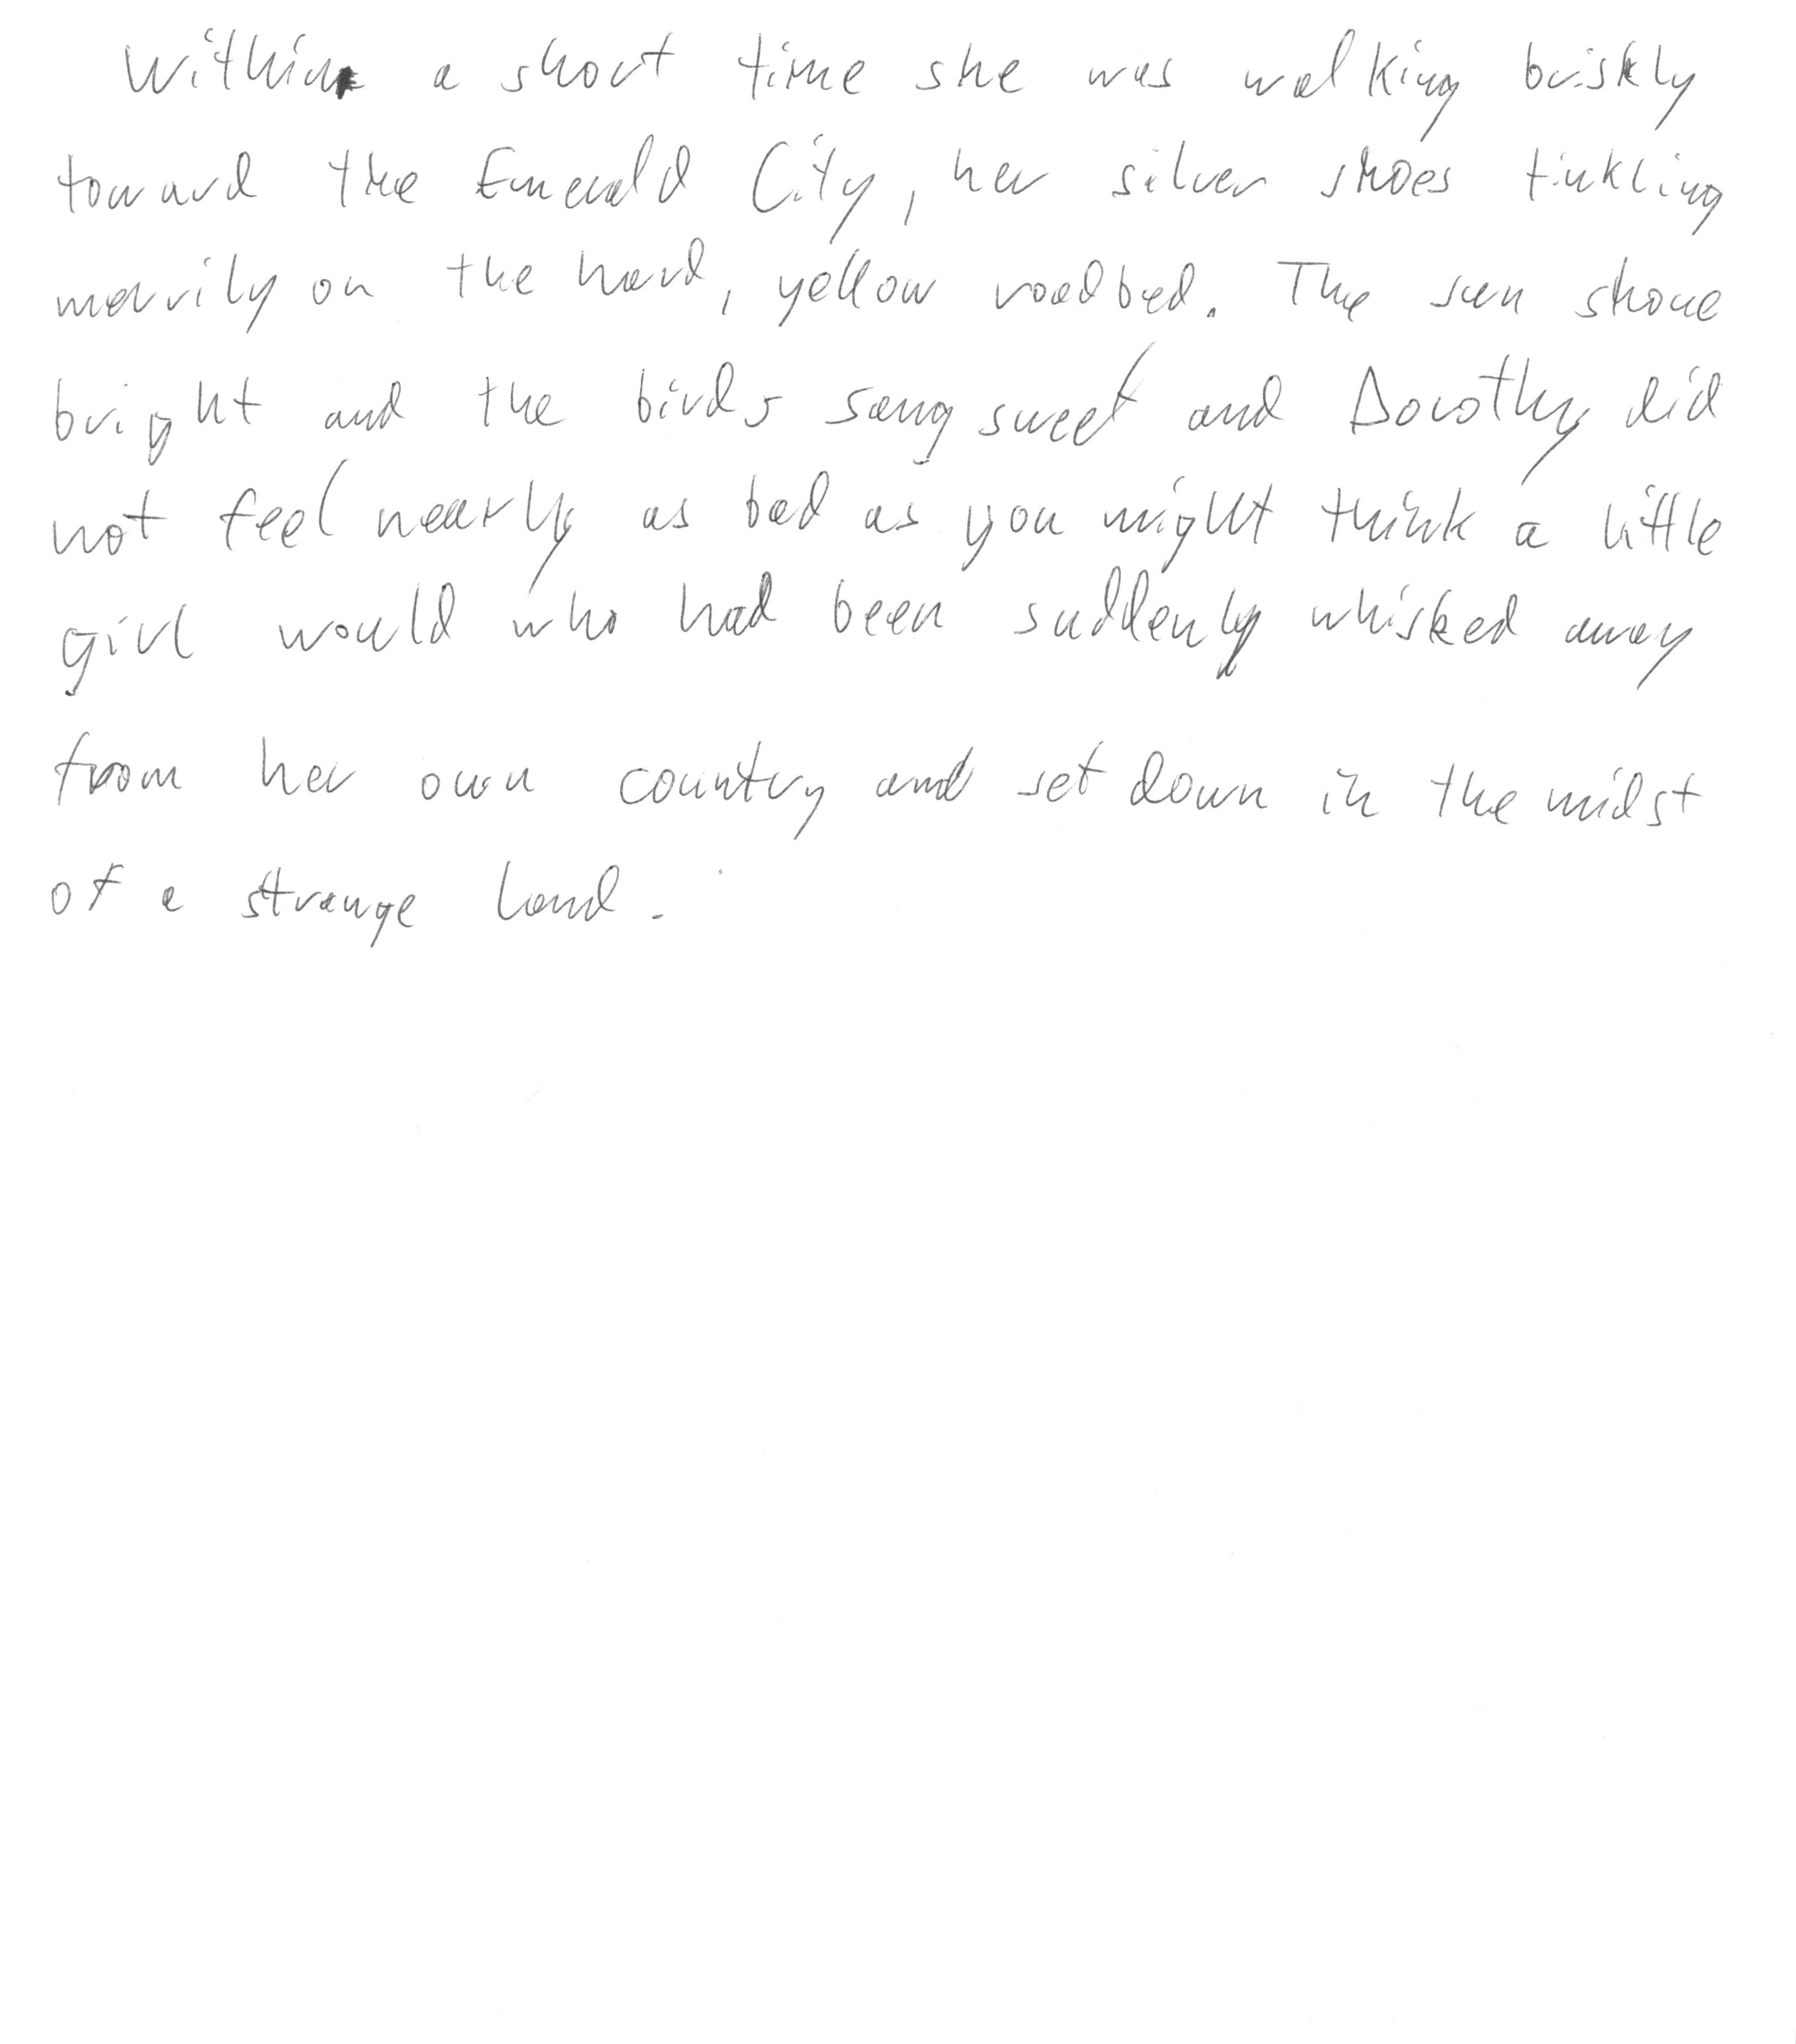 Within a short time she was walking briskly
toward the Emerald City, her silver shoes tinkling
merrily on the hard, yellow roadbed. The sun shone
bright and the birds sang sweet and Dorothy did
not feel nearly as bad as you might think a little
girl would who had been suddenly whisked away
from her own country and set down in the midst
of a strange land.